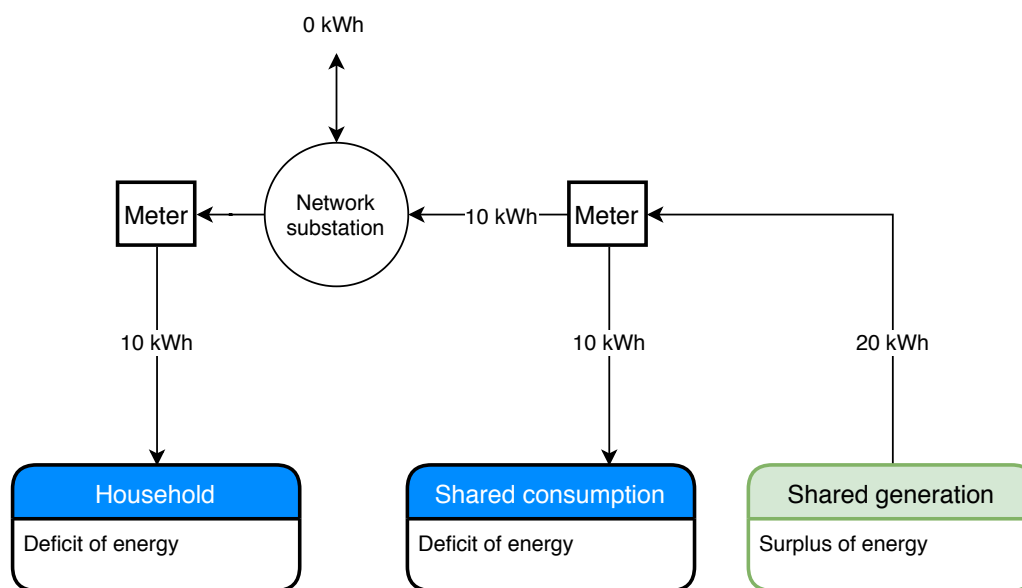 0 kWh
Meter
Network
substation
10 kWh
Meter
10 kWh
10 kWh
20 kWh
Household
Shared consumption
Shared generation
Deficit of energy
Deficit of energy
Surplus of energy